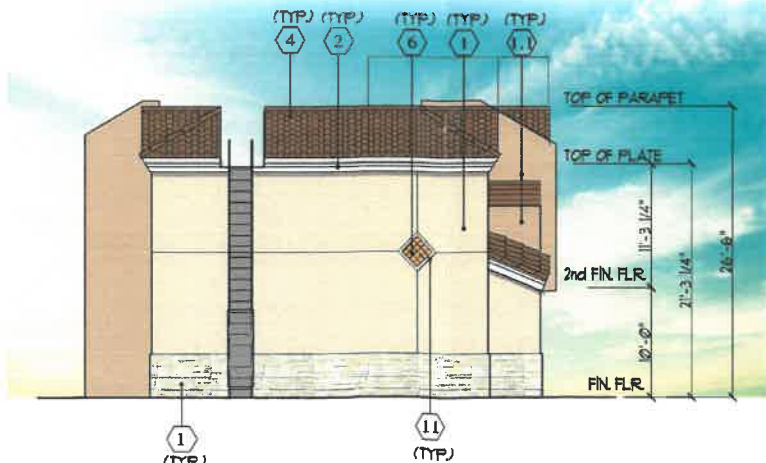 (TYP.) (TYP.) (TYP.) (TYP.) (TYP.)
4 2 6 1 1.1
TOP OF PARAPET
TOP OF PLATE
11'-3 1/4"
2nd FIN. FLR.
21'-3 1/4"
26'-6"
10'-0"
FIN. FLR.
1
(TYP.)
11
(TYP.)